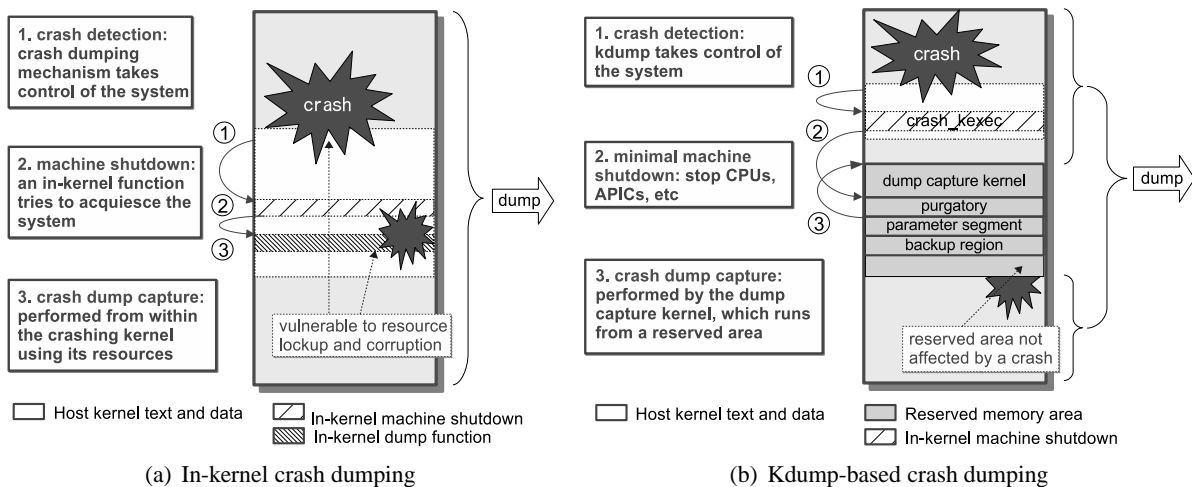 1. crash detection:
crash dumping
mechanism takes
control of the system
2. machine shutdown:
an in-kernel function
tries to acquiesce the
system
3. crash dump capture:
performed from within
the crashing kernel
using its resources
crash
1
2
3
vulnerable to resource
lockup and corruption
dump
Host kernel text and data
In-kernel machine shutdown
In-kernel dump function
(a) In-kernel crash dumping
1. crash detection:
kdump takes control of
the system
2. minimal machine
shutdown: stop CPUs,
APICs, etc
3. crash dump capture:
performed by the dump
capture kernel, which runs
from a reserved area
crash
1
crash_kexec
2
dump capture kernel
purgatory
3
parameter segment
backup region
reserved area not
affected by a crash
dump
Host kernel text and data
Reserved memory area
In-kernel machine shutdown
(b) Kdump-based crash dumping